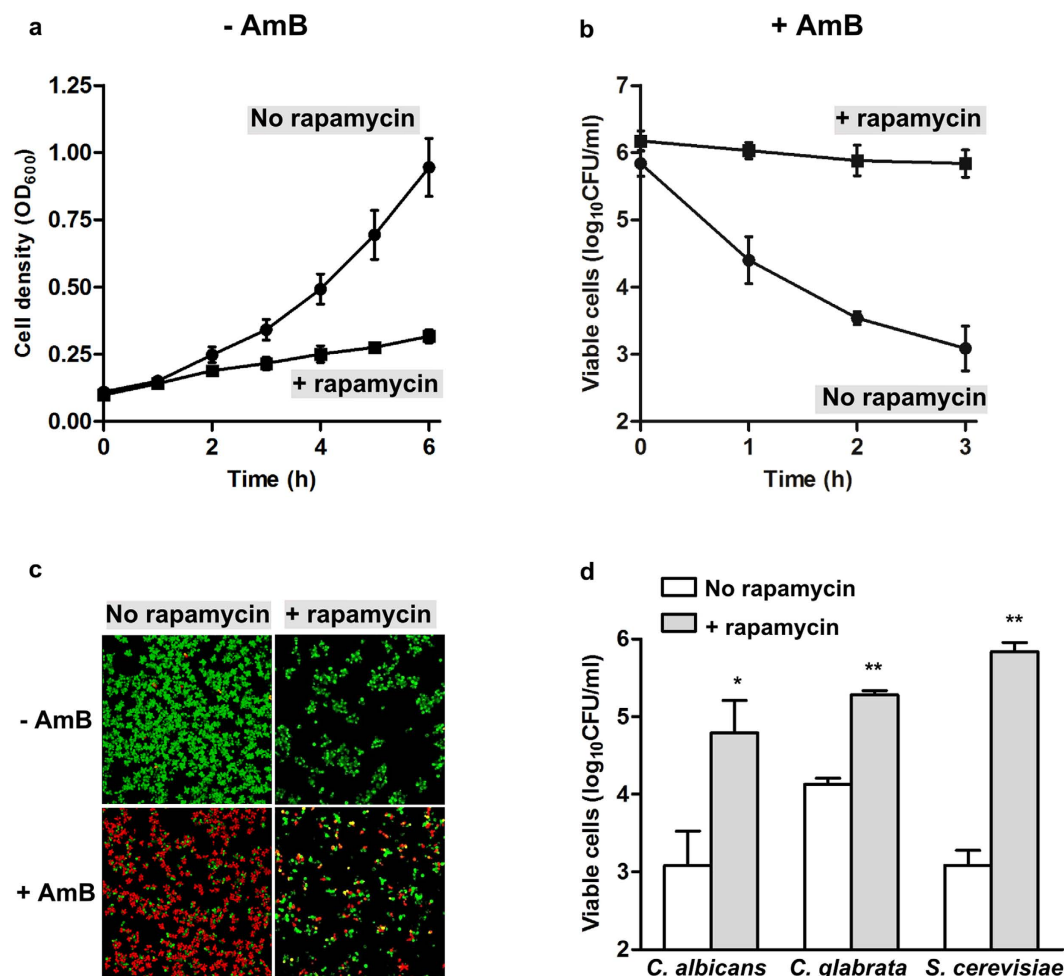 a
- AmB
1.25
1.00
0.75
0.50
0.25
0.00
Cell density (OD600)
No rapamycin
+ rapamycin
0
2
4
6
Time (h)
b
+ AmB
7
6
5
4
3
2
Viable cells (log10CFU/ml)
+ rapamycin
No rapamycin
0
1
2
3
Time (h)
c
No rapamycin
+ rapamycin
- AmB
+ AmB
d
No rapamycin
+ rapamycin
6
5
4
3
2
Viable cells (log10CFU/ml)
*
**
**
C. albicans
C. glabrata
S. cerevisiae